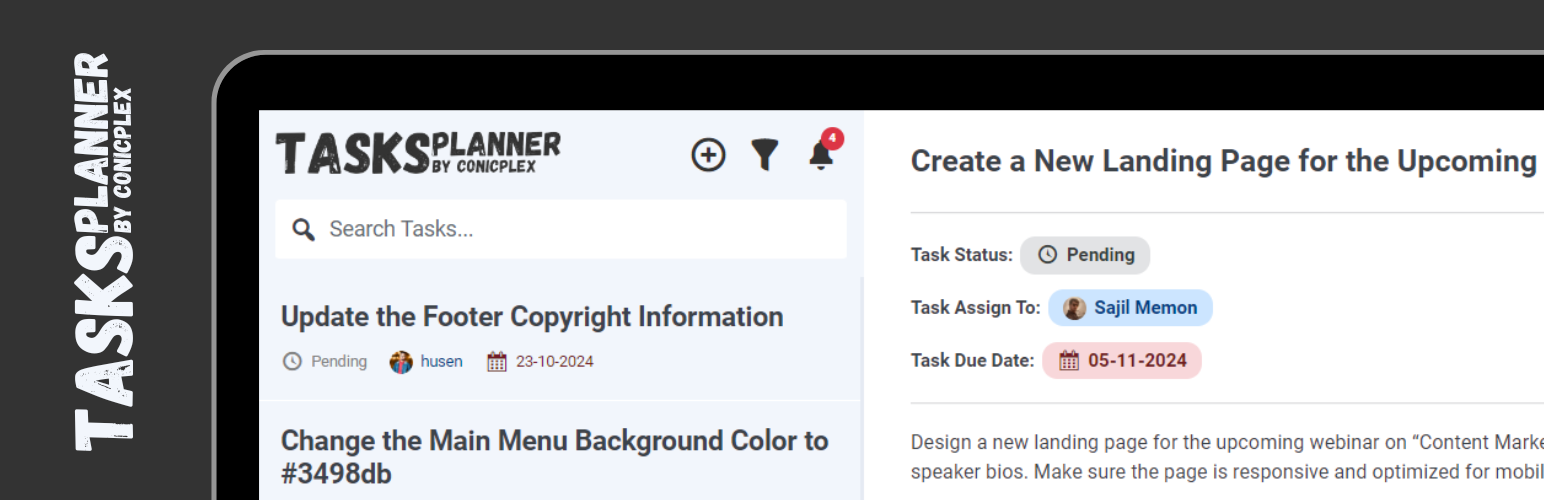 TASKSPLANNER
BY CONICPLEX
TASKSPLANNER
BY CONICPLEX
4
Search Tasks...
Update the Footer Copyright Information
Pending husen 23-10-2024
Change the Main Menu Background Color to
#3498db
Create a New Landing Page for the Upcoming
Task Status: Pending
Task Assign To: Sajil Memon
Task Due Date: 05-11-2024
Design a new landing page for the upcoming webinar on “Content Marke
speaker bios. Make sure the page is responsive and optimized for mobil